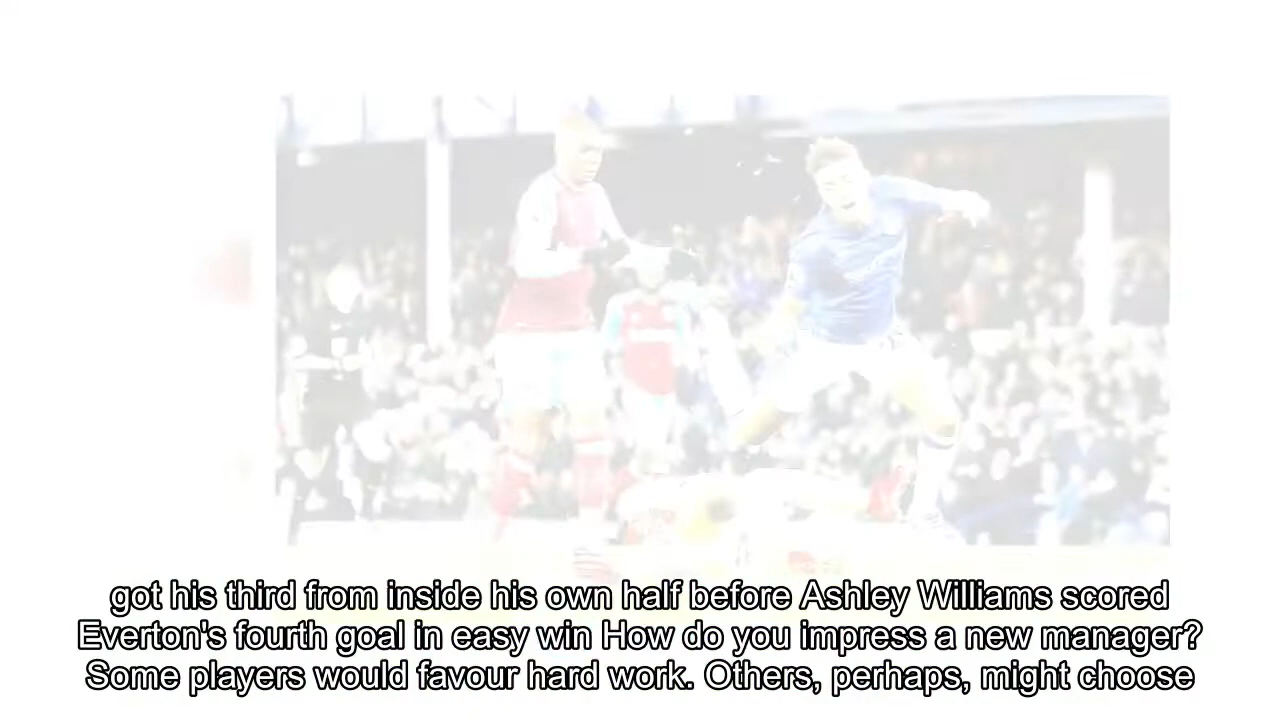 got his third from inside his own half before Ashley Williams scored
Everton's fourth goal in easy win How do you impress a new manager?
Some players would favour hard work. Others, perhaps, might choose